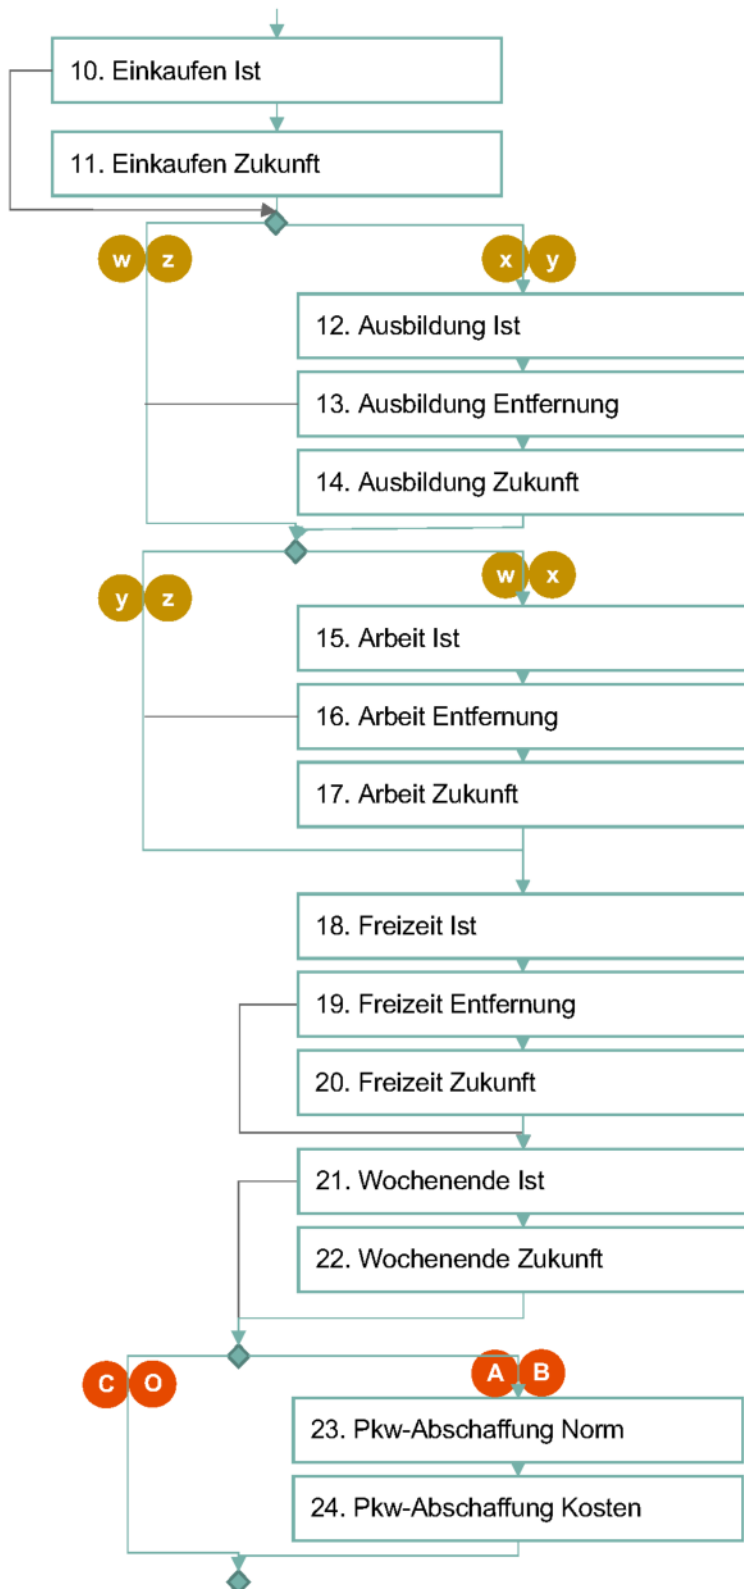 10. Einkaufen Ist
11. Einkaufen Zukunft
w z x y
12. Ausbildung Ist
13. Ausbildung Entfernung
14. Ausbildung Zukunft
y z w x
15. Arbeit Ist
16. Arbeit Entfernung
17. Arbeit Zukunft
18. Freizeit Ist
19. Freizeit Entfernung
20. Freizeit Zukunft
21. Wochenende Ist
22. Wochenende Zukunft
C O A B
23. Pkw-Abschaffung Norm
24. Pkw-Abschaffung Kosten